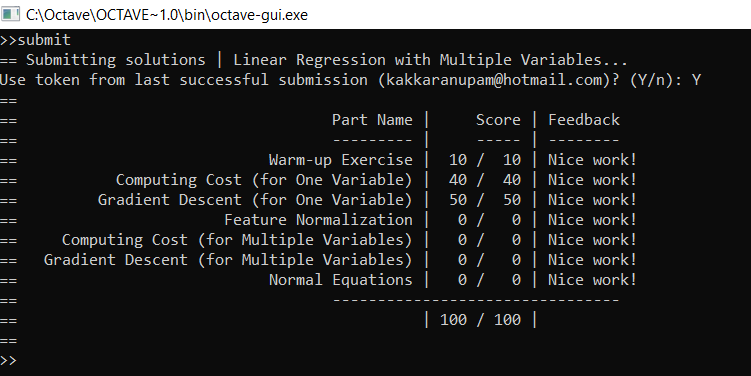 C:\Octave\OCTAVE~1.0\bin\octave-gui.exe
>>submit
== Submitting solutions | Linear Regression with Multiple Variables...
Use token from last successful submission (kakkaranupam@hotmail.com)? (Y/n): Y
==
==                                   Part Name |     Score | Feedback
==                                   --------- |     ----- | --------
==                            Warm-up Exercise |  10 /  10 | Nice work!
==           Computing Cost (for One Variable) |  40 /  40 | Nice work!
==         Gradient Descent (for One Variable) |  50 /  50 | Nice work!
==                       Feature Normalization |   0 /   0 | Nice work!
==     Computing Cost (for Multiple Variables) |   0 /   0 | Nice work!
==   Gradient Descent (for Multiple Variables) |   0 /   0 | Nice work!
==                            Normal Equations |   0 /   0 | Nice work!
==                                   --------------------------------
==                                             | 100 / 100 |
==
>>